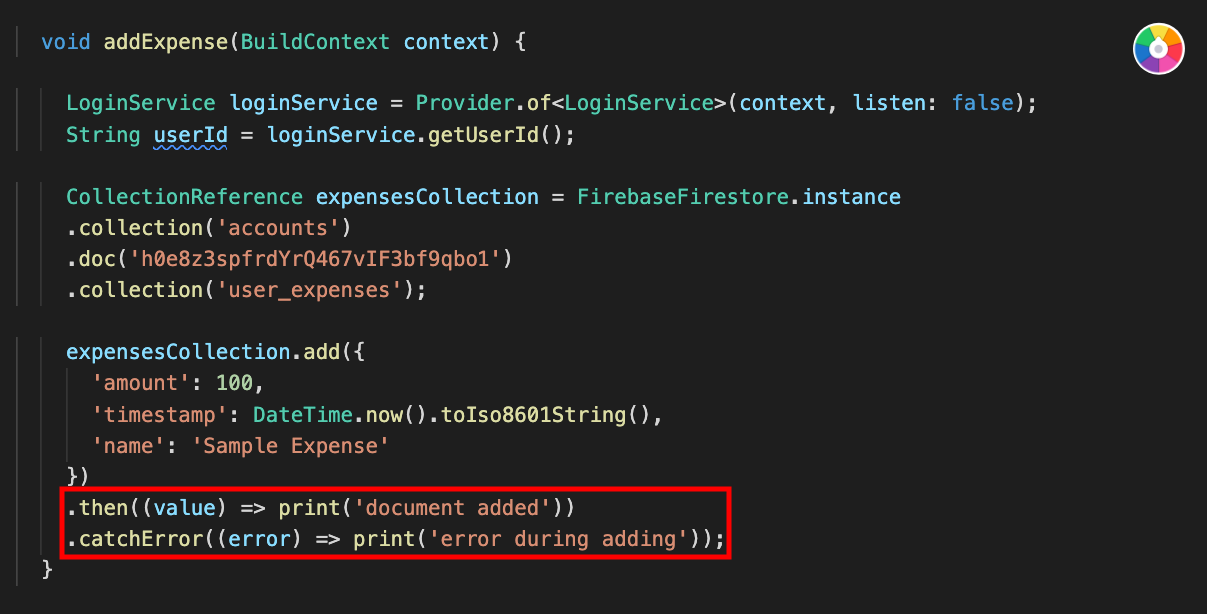 void addExpense(BuildContext context) {
LoginService loginService = Provider.of<LoginService>(context, listen: false);
String userId = loginService.getUserId();
CollectionReference expensesCollection = FirebaseFirestore.instance
.collection('accounts')
.doc('h0e8z3spfrdYrQ467vIF3bf9qbo1')
.collection('user_expenses');
expensesCollection.add({
'amount': 100,
'timestamp': DateTime.now().toIso8601String(),
'name': 'Sample Expense'
})
.then((value) => print('document added'))
.catchError((error) => print('error during adding'));
}